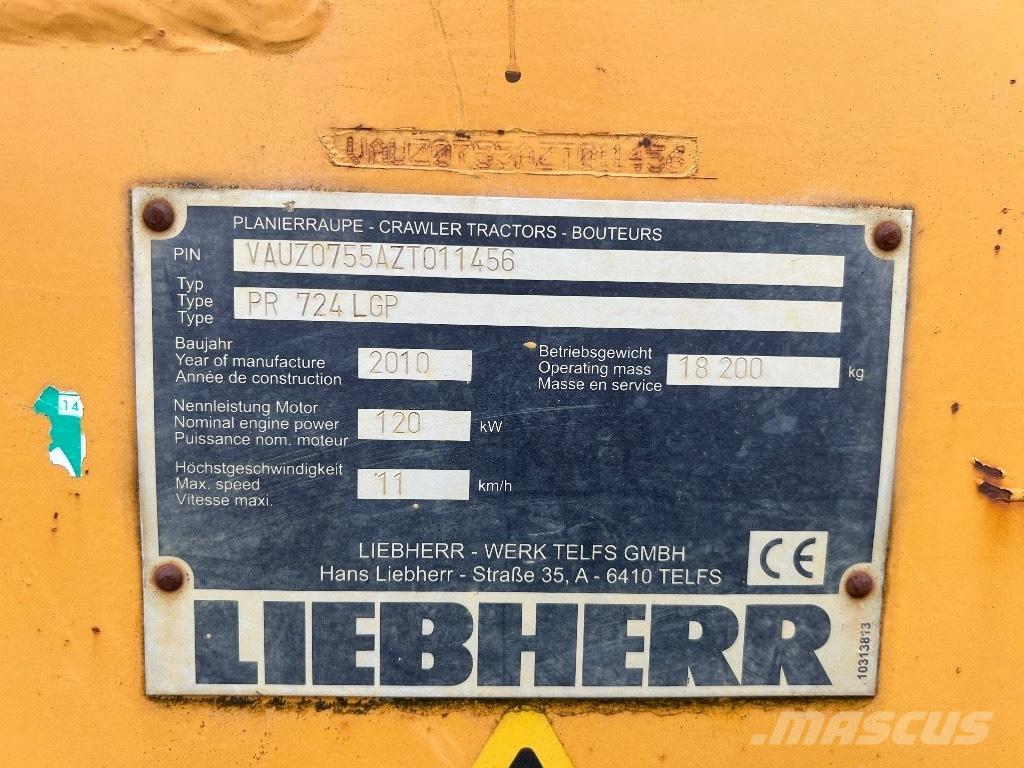 VAUZ0755AZT011456
PLANIERRAUPE - CRAWLER TRACTORS - BOUTEURS
PIN VAUZ0755AZT011456
Typ
Type PR 724 LGP
Type
Baujahr
Year of manufacture 2010
Année de construction
Betriebsgewicht
Operating mass 18 200 kg
Masse en service
Nennleistung Motor
Nominal engine power 120 kW
Puissance nom. moteur
Höchstgeschwindigkeit
Max. speed 11 km/h
Vitesse maxi.
LIEBHERR - WERK TELFS GMBH
Hans Liebherr - Straße 35, A - 6410 TELFS
CE
LIEBHERR
10313813
14
MASCUS